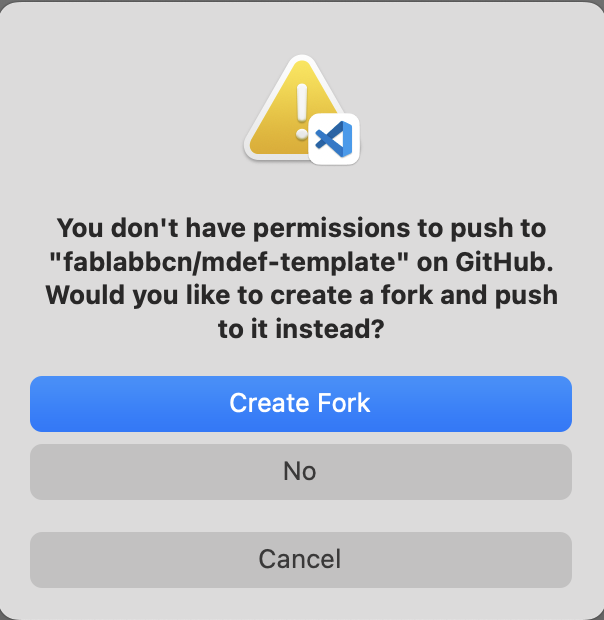 You don't have permissions to push to
"fablabbcn/mdef-template" on GitHub.
Would you like to create a fork and push
to it instead?
Create Fork
No
Cancel